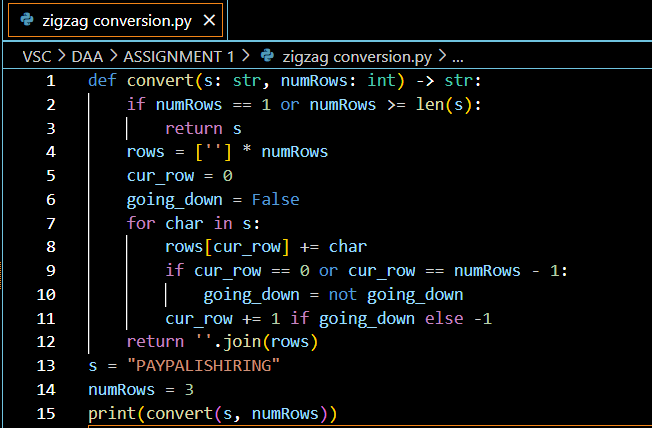 zigzag conversion.py ×
VSC > DAA > ASSIGNMENT 1 > zigzag conversion.py > ...
1 def convert(s: str, numRows: int) -> str:
2     if numRows == 1 or numRows >= len(s):
3         return s
4     rows = [''] * numRows
5     cur_row = 0
6     going_down = False
7     for char in s:
8         rows[cur_row] += char
9         if cur_row == 0 or cur_row == numRows - 1:
10             going_down = not going_down
11         cur_row += 1 if going_down else -1
12     return ''.join(rows)
13 s = "PAYPALISHIRING"
14 numRows = 3
15 print(convert(s, numRows))